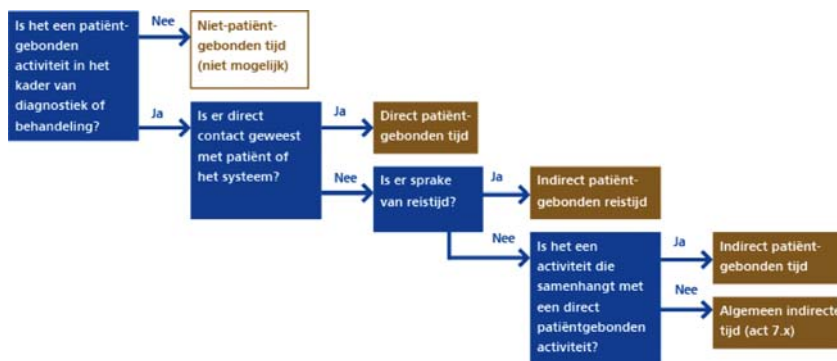 Is het een patiënt-
gebonden
activiteit in het
kader van
diagnostiek of
behandeling?
Nee
Niet-patiënt-
gebonden tijd
(niet mogelijk)
Ja
Is er direct
contact geweest
met patiënt of
het systeem?
Ja
Direct patiënt-
gebonden tijd
Nee
Is er sprake
van reistijd?
Ja
Indirect patiënt-
gebonden reistijd
Nee
Is het een
activiteit die
samenhangt met
een direct
patiëntgebonden
activiteit?
Ja
Indirect patiënt-
gebonden tijd
Nee
Algemeen indirecte
tijd (act 7.x)